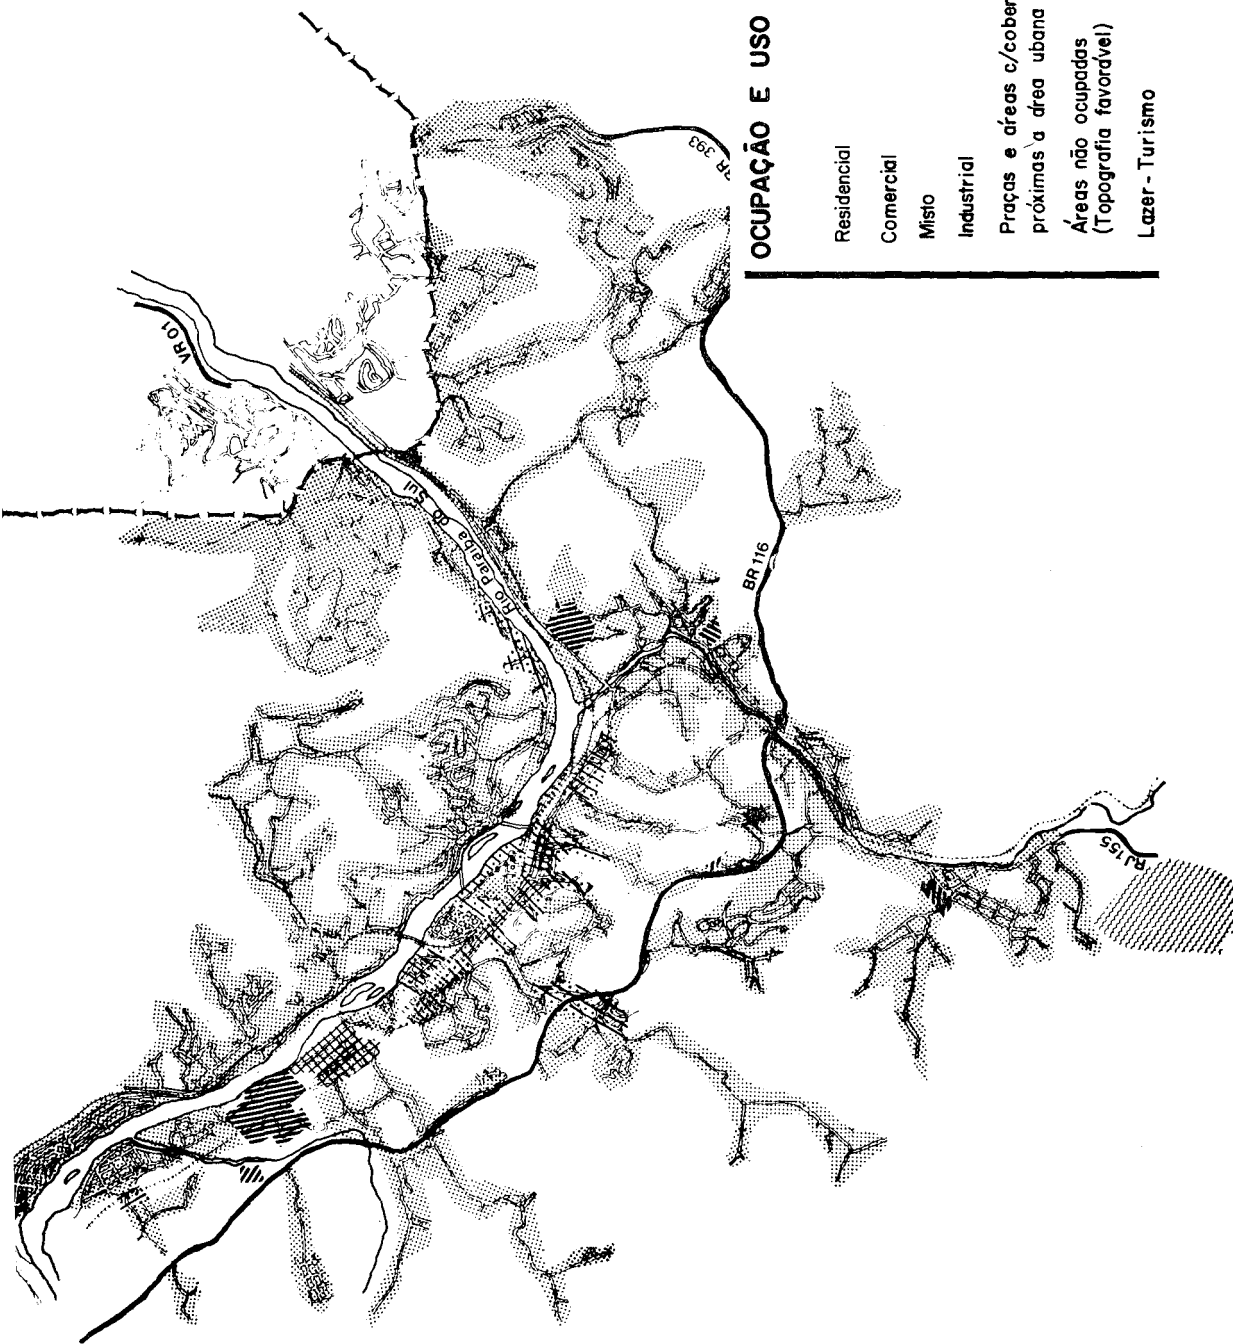 OCUPAÇÃO E USO
Residencial
Comercial
Misto
Industrial
Praças e áreas c/cober
próximas à área ubana
Áreas não ocupadas
(Topografia favorável)
Lazer - Turismo
VR 01
BR 393
Rio Paraíba do Sul
BR 116
RJ 155